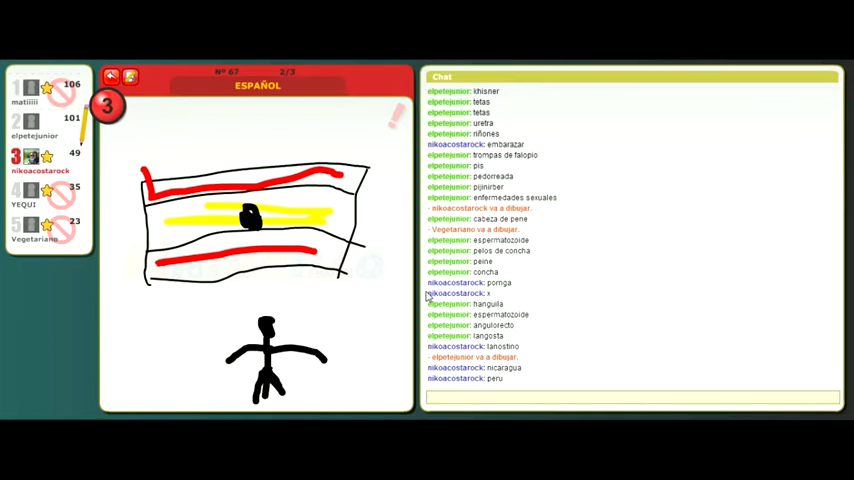 Nº 67 2/3
ESPAÑOL
3
1 106
matiiiii
2 101
elpetejunior
3 49
nikoacostarock
4 35
YEQUI
5 23
Vegetariano
Chat
elpetejunior: khisner
elpetejunior: tetas
elpetejunior: tetas
elpetejunior: uretra
elpetejunior: riñones
nikoacostarock: embarazar
elpetejunior: trompas de falopio
elpetejunior: pis
elpetejunior: pedorreada
elpetejunior: pijinirber
elpetejunior: enfermedades sexuales
- nikoacostarock va a dibujar.
elpetejunior: cabeza de pene
- Vegetariano va a dibujar.
elpetejunior: espermatozoide
elpetejunior: pelos de concha
elpetejunior: peine
elpetejunior: concha
nikoacostarock: pornga
nikoacostarock: x
elpetejunior: hanguila
elpetejunior: espermatozoide
elpetejunior: angulorecto
elpetejunior: langosta
nikoacostarock: lanostino
- elpetejunior va a dibujar.
nikoacostarock: nicaragua
nikoacostarock: peru